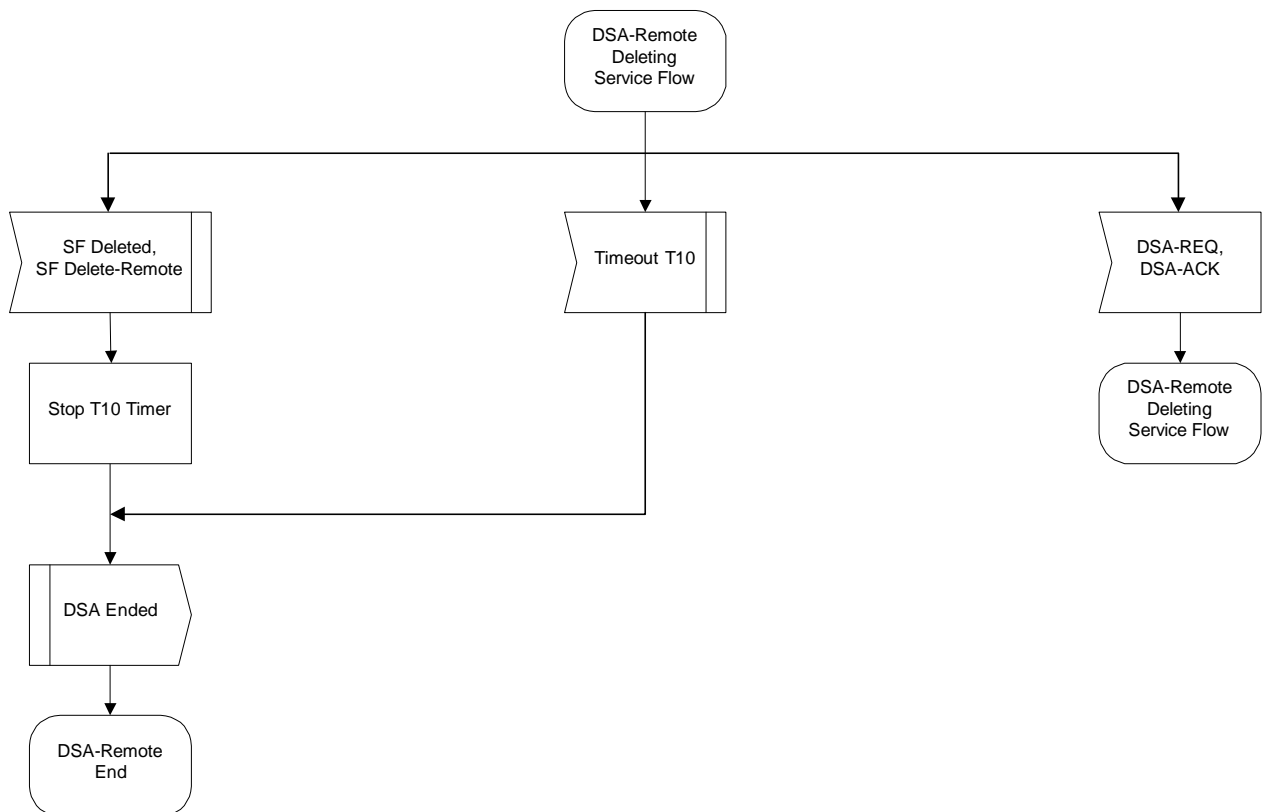 DSA-Remote
Deleting
Service Flow
SF Deleted,
SF Delete-Remote
Timeout T10
DSA-REQ,
DSA-ACK
Stop T10 Timer
DSA-Remote
Deleting
Service Flow
DSA Ended
DSA-Remote
End